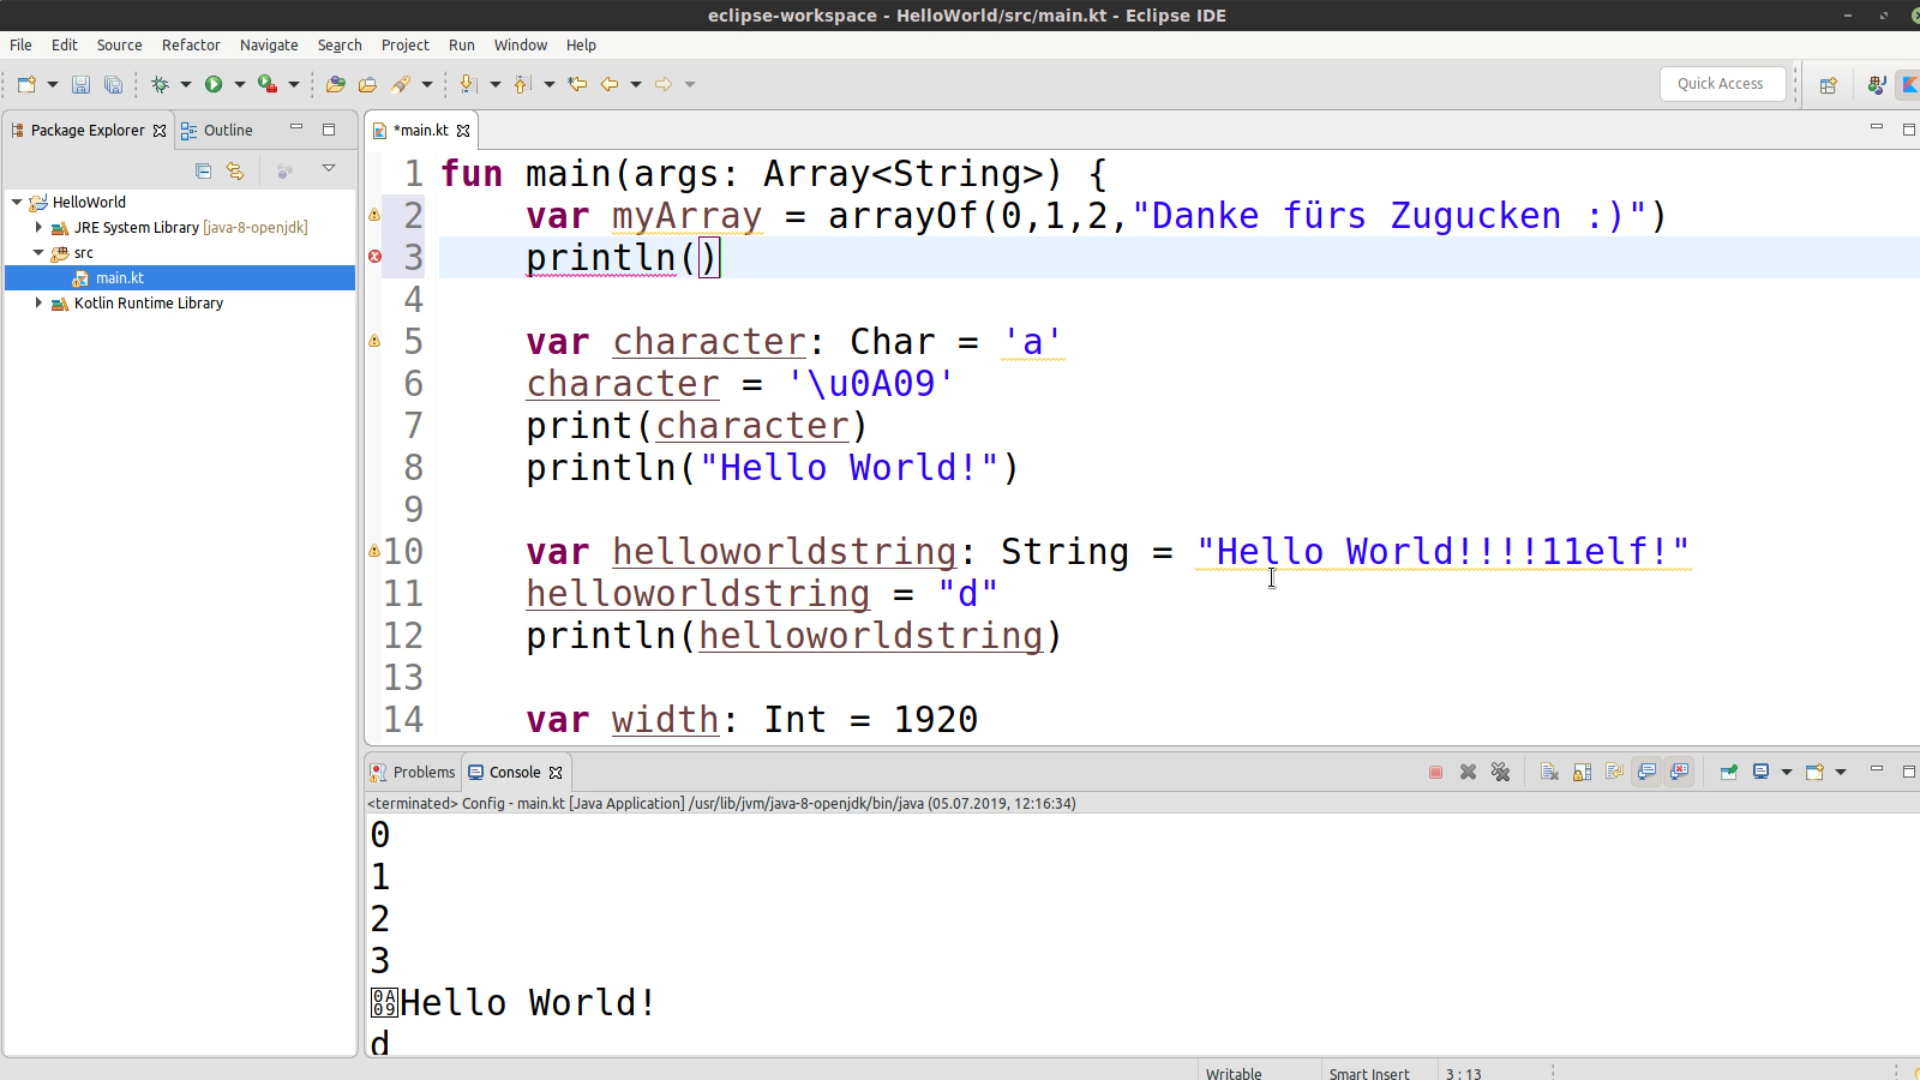 eclipse-workspace - HelloWorld/src/main.kt - Eclipse IDE
File Edit Source Refactor Navigate Search Project Run Window Help
Quick Access
Package Explorer Outline
*main.kt
HelloWorld
JRE System Library [java-8-openjdk]
src
main.kt
Kotlin Runtime Library
1 fun main(args: Array<String>) {
2 var myArray = arrayOf(0,1,2,"Danke fürs Zugucken :)")
3 println()
4
5 var character: Char = 'a'
6 character = '\u0A09'
7 print(character)
8 println("Hello World!")
9
10 var helloworldstring: String = "Hello World!!!!11elf!"
11 helloworldstring = "d"
12 println(helloworldstring)
13
14 var width: Int = 1920
Problems Console
<terminated> Config - main.kt [Java Application] /usr/lib/jvm/java-8-openjdk/bin/java (05.07.2019, 12:16:34)
0
1
2
3
Hello World!
d
Writable Smart Insert 3 : 13